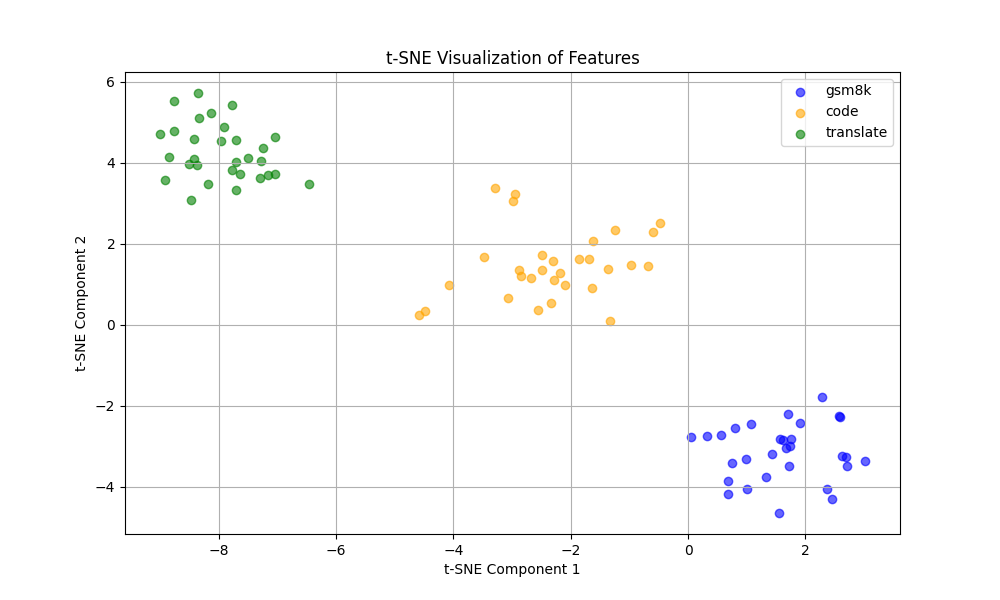 t-SNE Visualization of Features
gsm8k
code
translate
t-SNE Component 2
6
4
2
0
−2
−4
−8
−6
−4
−2
0
2
t-SNE Component 1